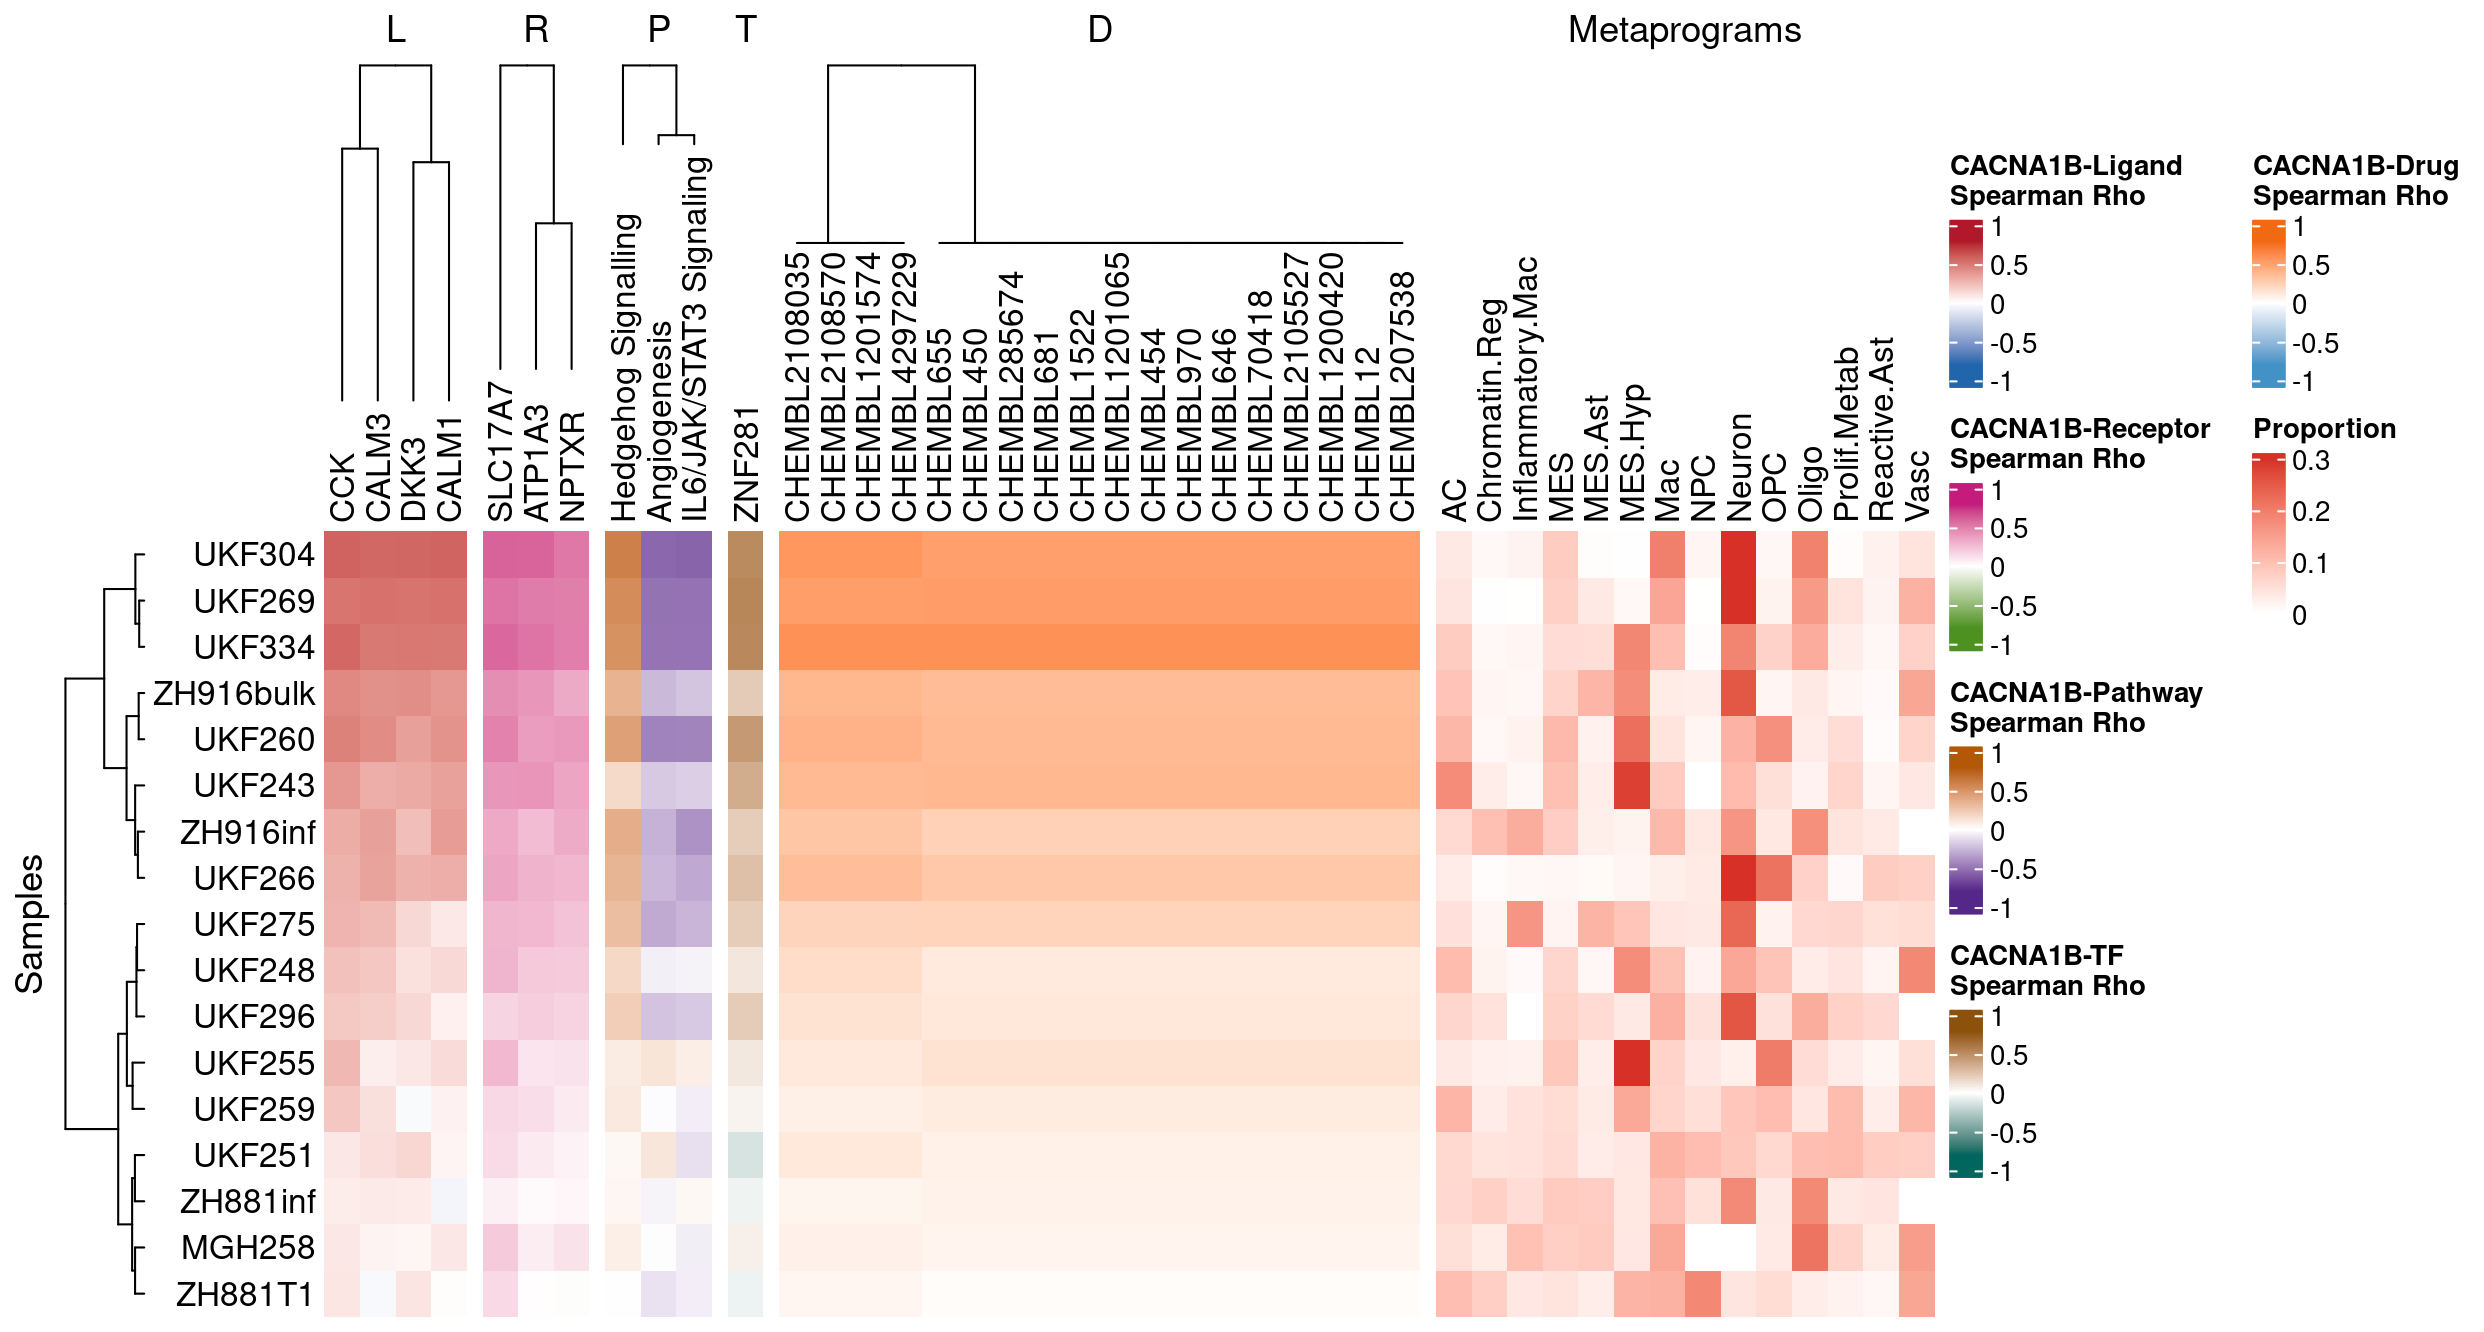 L R P T D Metaprograms
CCK
CALM3
DKK3
CALM1
SLC17A7
ATP1A3
NPTXR
Hedgehog Signalling
Angiogenesis
IL6/JAK/STAT3 Signaling
ZNF281
CHEMBL2108035
CHEMBL2108570
CHEMBL1201574
CHEMBL4297229
CHEMBL655
CHEMBL450
CHEMBL285674
CHEMBL681
CHEMBL1522
CHEMBL1201065
CHEMBL454
CHEMBL970
CHEMBL646
CHEMBL70418
CHEMBL2105527
CHEMBL1200420
CHEMBL12
CHEMBL207538
AC
Chromatin.Reg
Inflammatory.Mac
MES
MES.Ast
MES.Hyp
Mac
NPC
Neuron
OPC
Oligo
Prolif.Metab
Reactive.Ast
Vasc
Samples
UKF304
UKF269
UKF334
ZH916bulk
UKF260
UKF243
ZH916inf
UKF266
UKF275
UKF248
UKF296
UKF255
UKF259
UKF251
ZH881inf
MGH258
ZH881T1
CACNA1B-Ligand
Spearman Rho
1
0.5
0
-0.5
-1
CACNA1B-Receptor
Spearman Rho
1
0.5
0
-0.5
-1
CACNA1B-Pathway
Spearman Rho
1
0.5
0
-0.5
-1
CACNA1B-TF
Spearman Rho
1
0.5
0
-0.5
-1
CACNA1B-Drug
Spearman Rho
1
0.5
0
-0.5
-1
Proportion
0.3
0.2
0.1
0